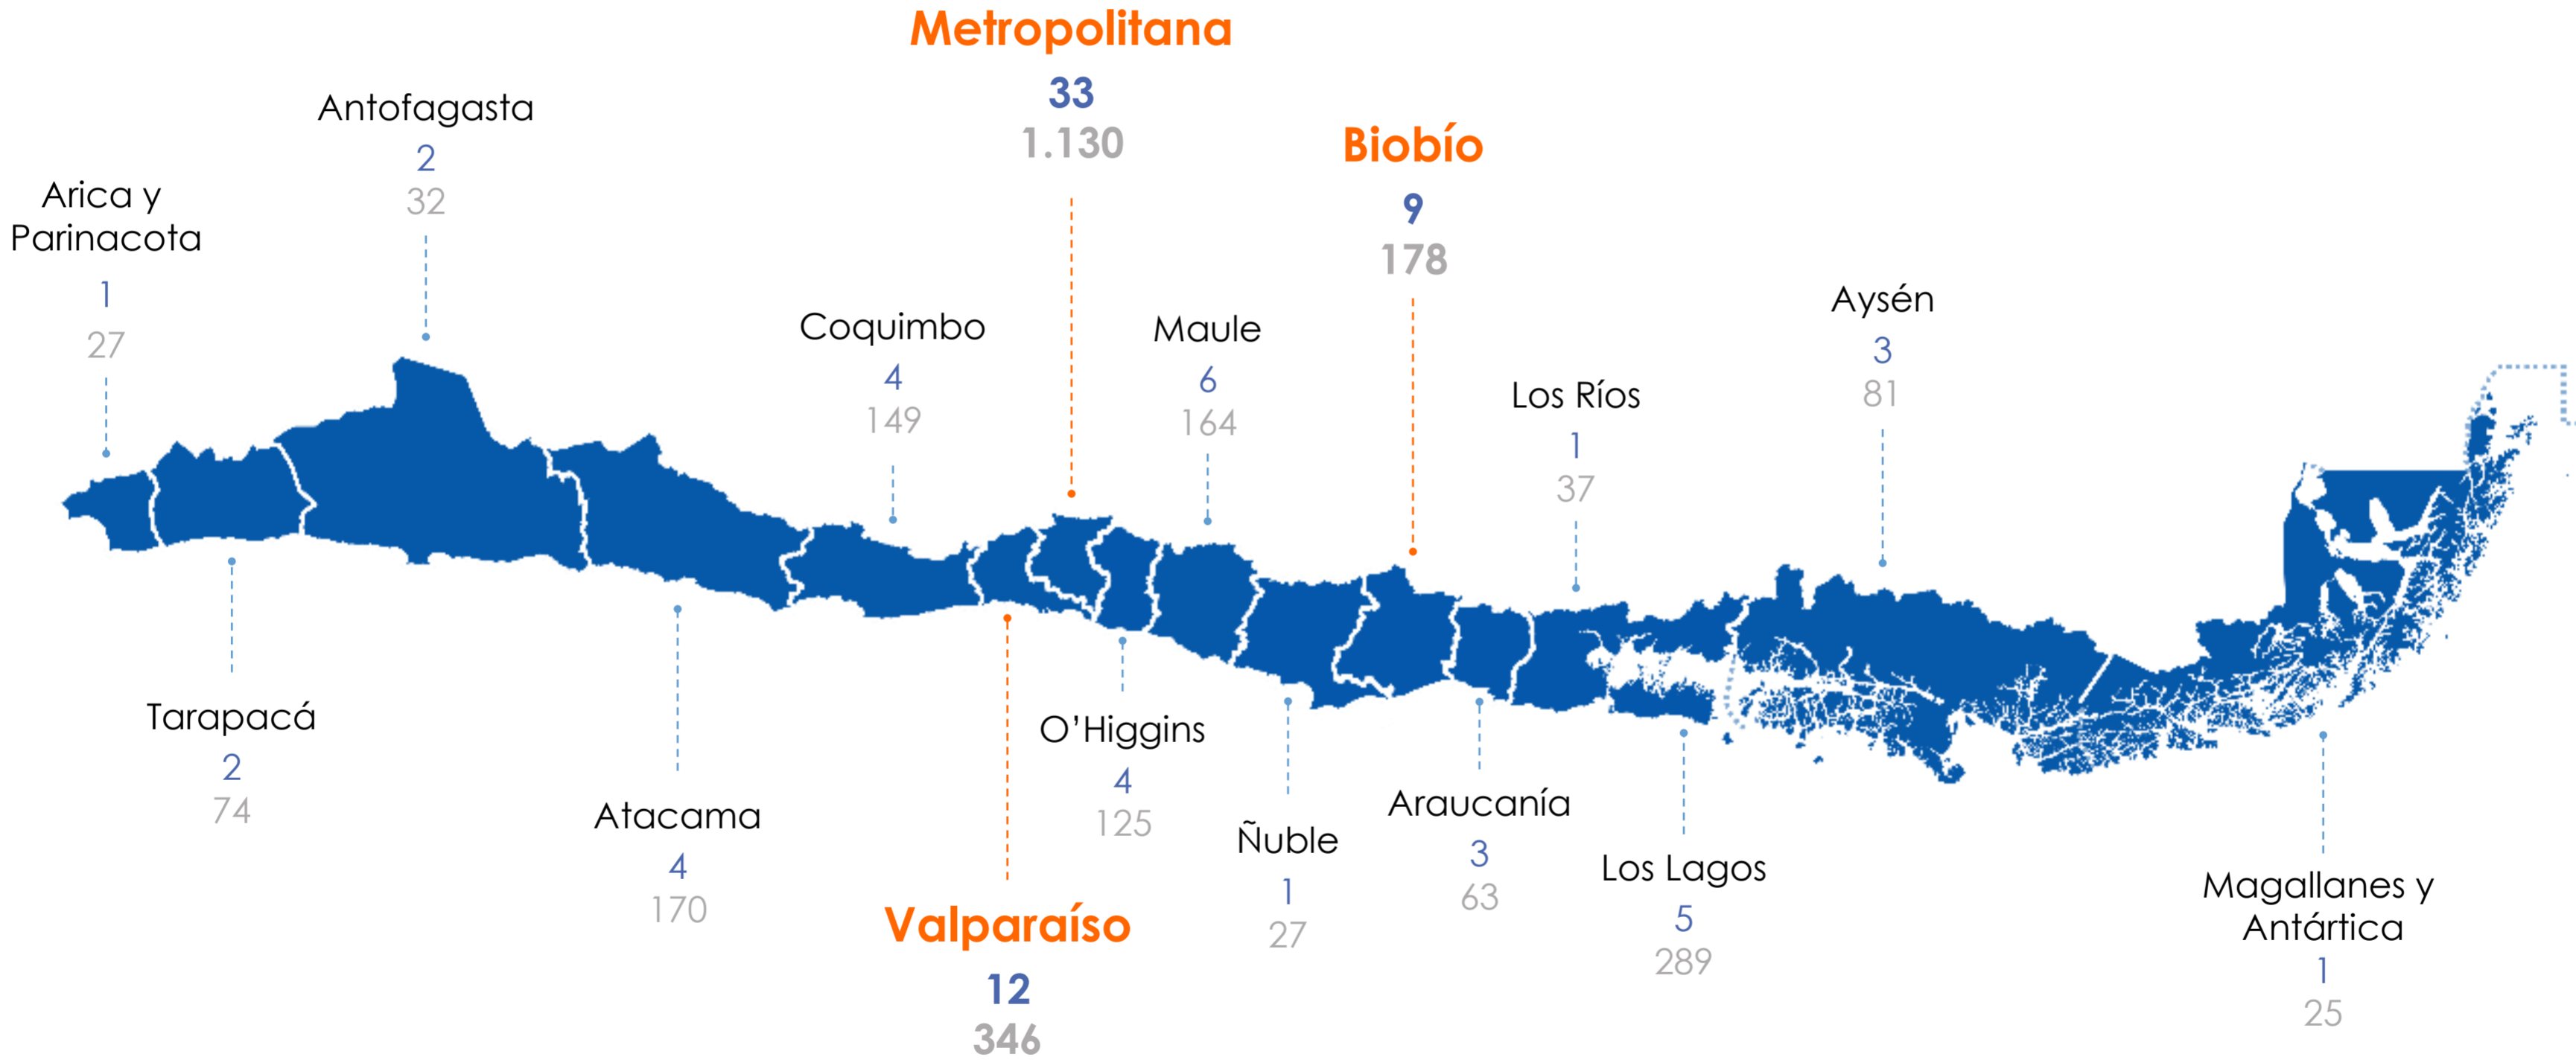 Metropolitana
33
1.130
Antofagasta
2
32
Biobío
9
178
Arica y
Parinacota
1
27
Coquimbo
4
149
Maule
6
164
Aysén
3
81
Los Ríos
1
37
Tarapacá
2
74
Atacama
4
170
Valparaíso
12
346
O’Higgins
4
125
Ñuble
1
27
Araucanía
3
63
Los Lagos
5
289
Magallanes y
Antártica
1
25